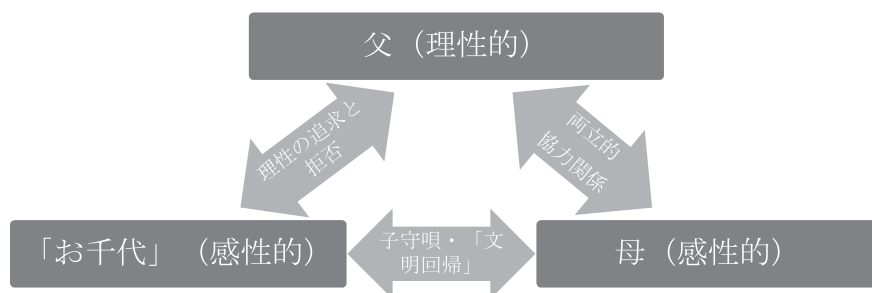 父（理性的）
理性の追求と
拒否
両立的
協力関係
「お千代」（感性的）
子守唄・「文
明回帰」
母（感性的）